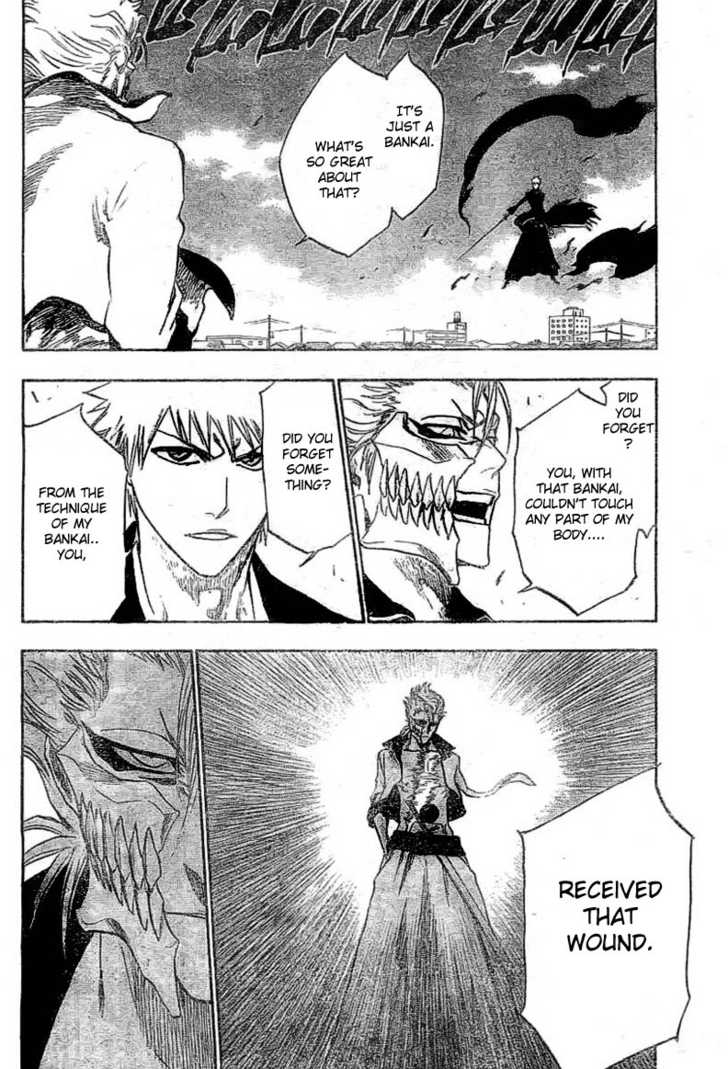 IT'S
JUST A
BANKAI.
WHAT'S
SO GREAT
ABOUT
THAT?
DID
YOU
FORGET
?
YOU, WITH
THAT BANKAI,
COULDN'T TOUCH
ANY PART OF MY
BODY....
DID YOU
FORGET
SOME-
THING?
FROM THE
TECHNIQUE
OF MY
BANKAI..
YOU,
RECEIVED
THAT
WOUND.